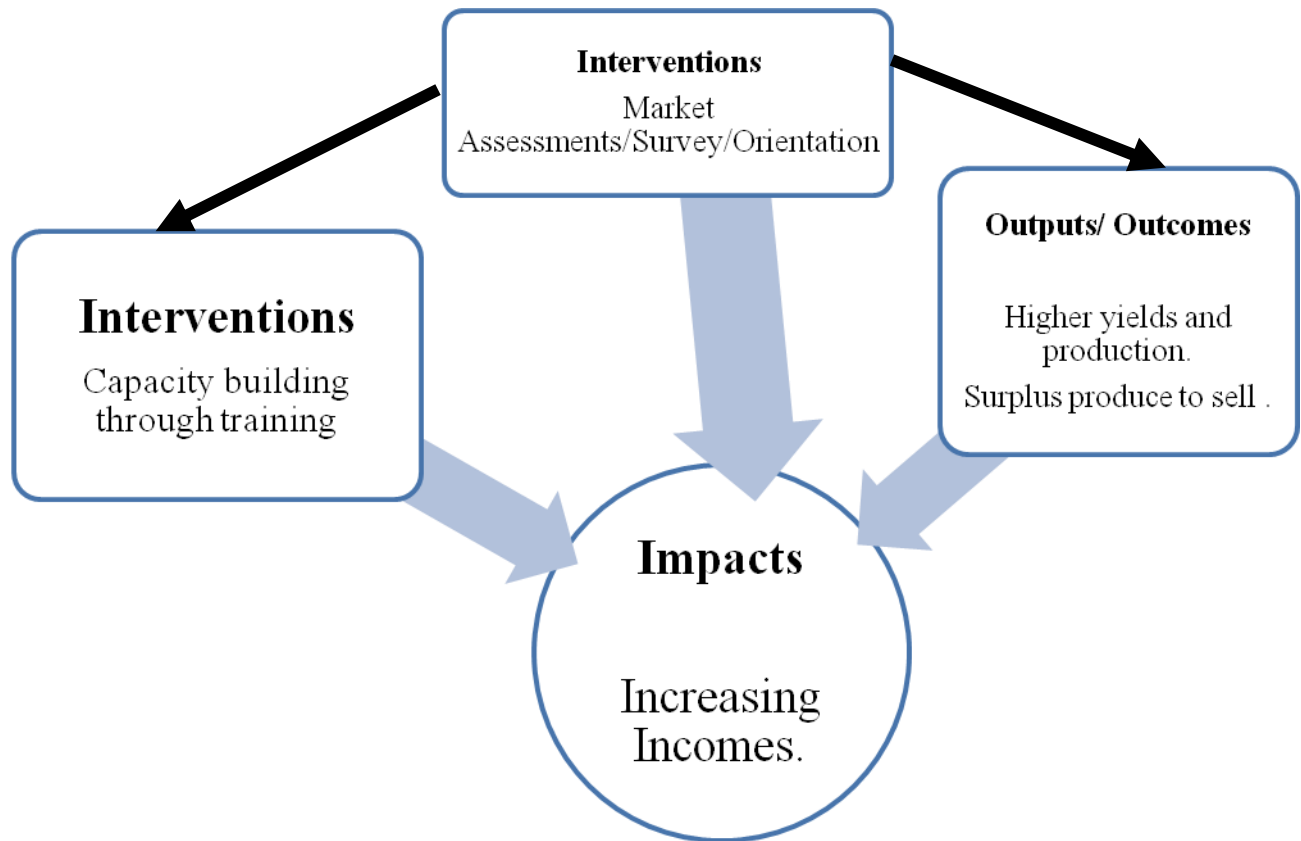 Interventions
Market
Assessments/Survey/Orientation
Interventions
Capacity building
through training
Outputs/ Outcomes
Higher yields and
production.
Surplus produce to sell .
Impacts
Increasing
Incomes.